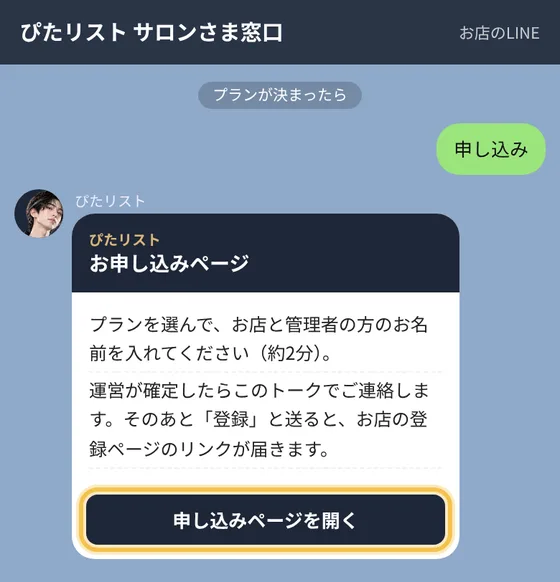 ぴたリスト サロンさま窓口
お店のLINE
プランが決まったら
申し込み
ぴたリスト
ぴたリスト
お申し込みページ
プランを選んで、お店と管理者の方のお名
前を入れてください（約2分）。
運営が確定したらこのトークでご連絡しま
す。そのあと「登録」と送ると、お店の登
録ページのリンクが届きます。
申し込みページを開く